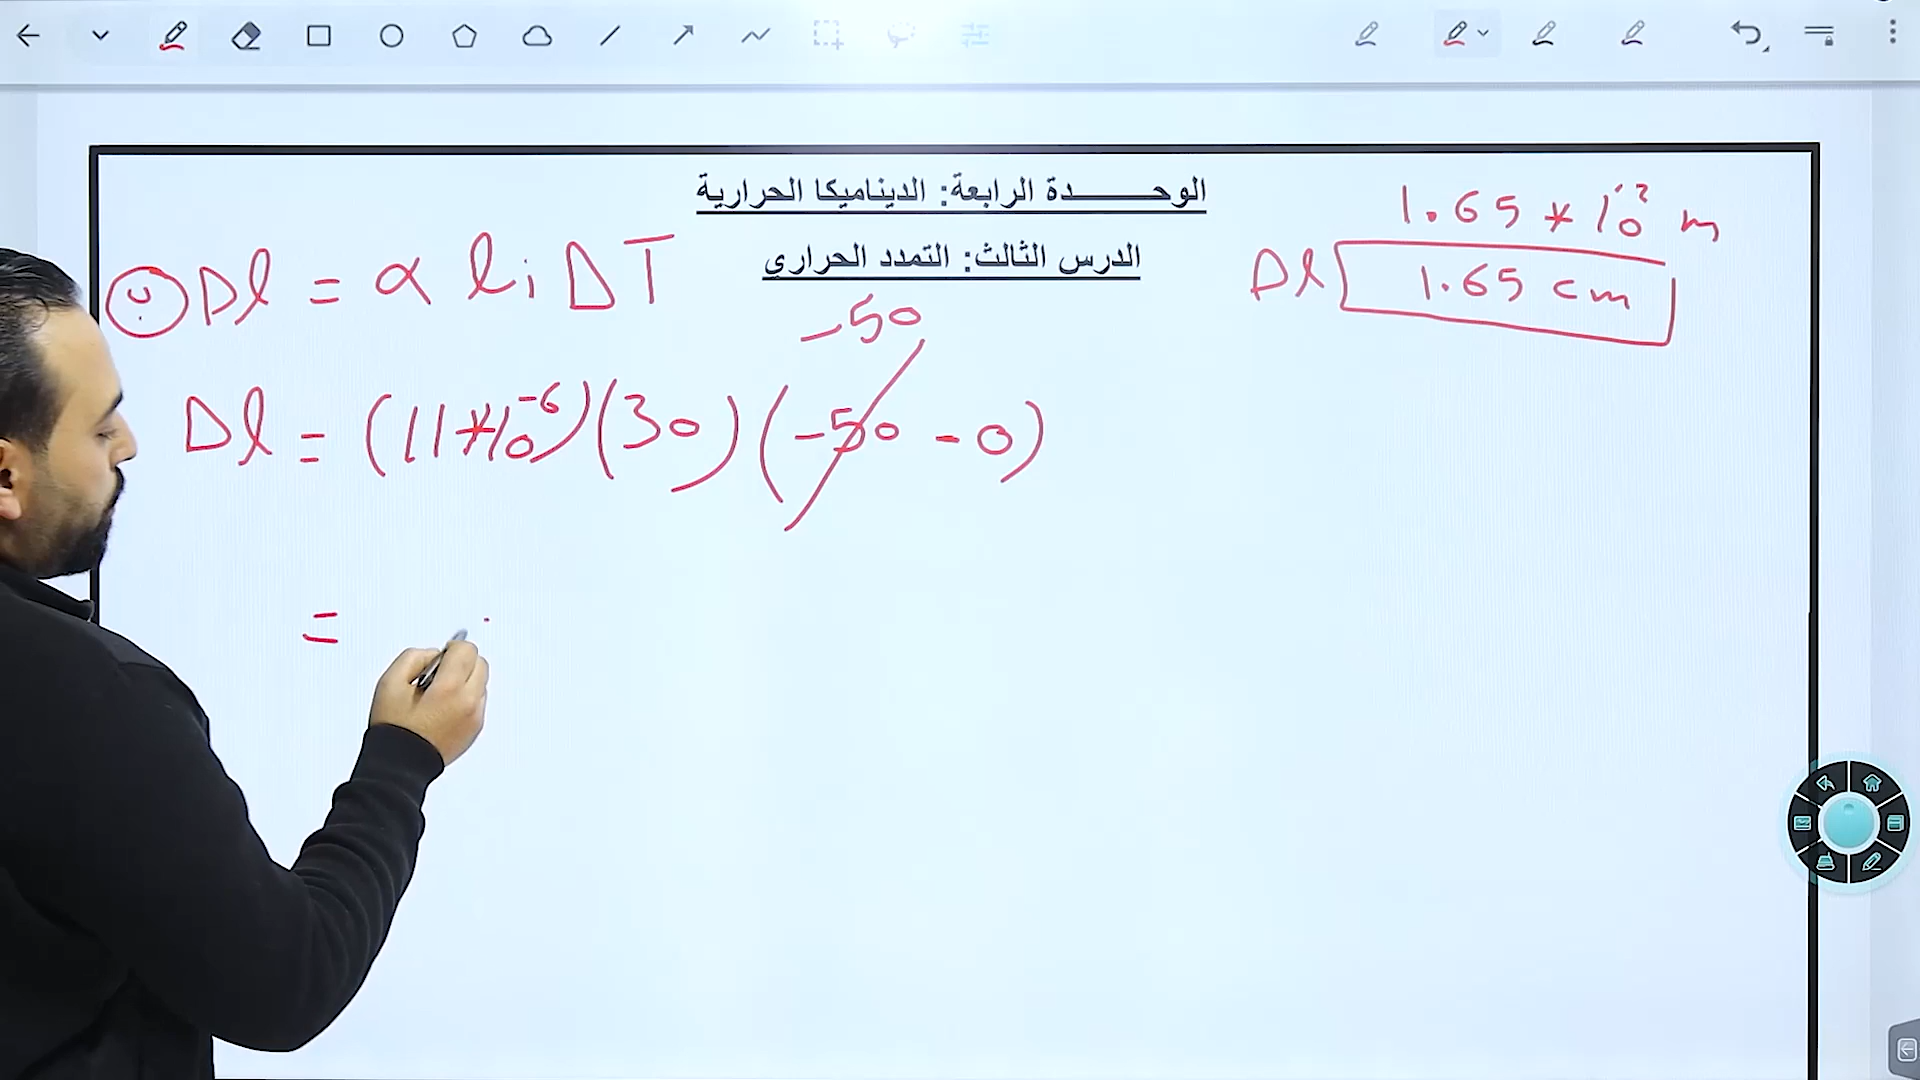 الوحـــــــدة الرابعة: الديناميكا الحرارية
الدرس الثالث: التمدد الحراري
1.65 * 10^-2 m
Δl 1.65 cm
ب Δl = α li ΔT
-50
Δl = (11*10^-6)(30)(-50 - 0)
=